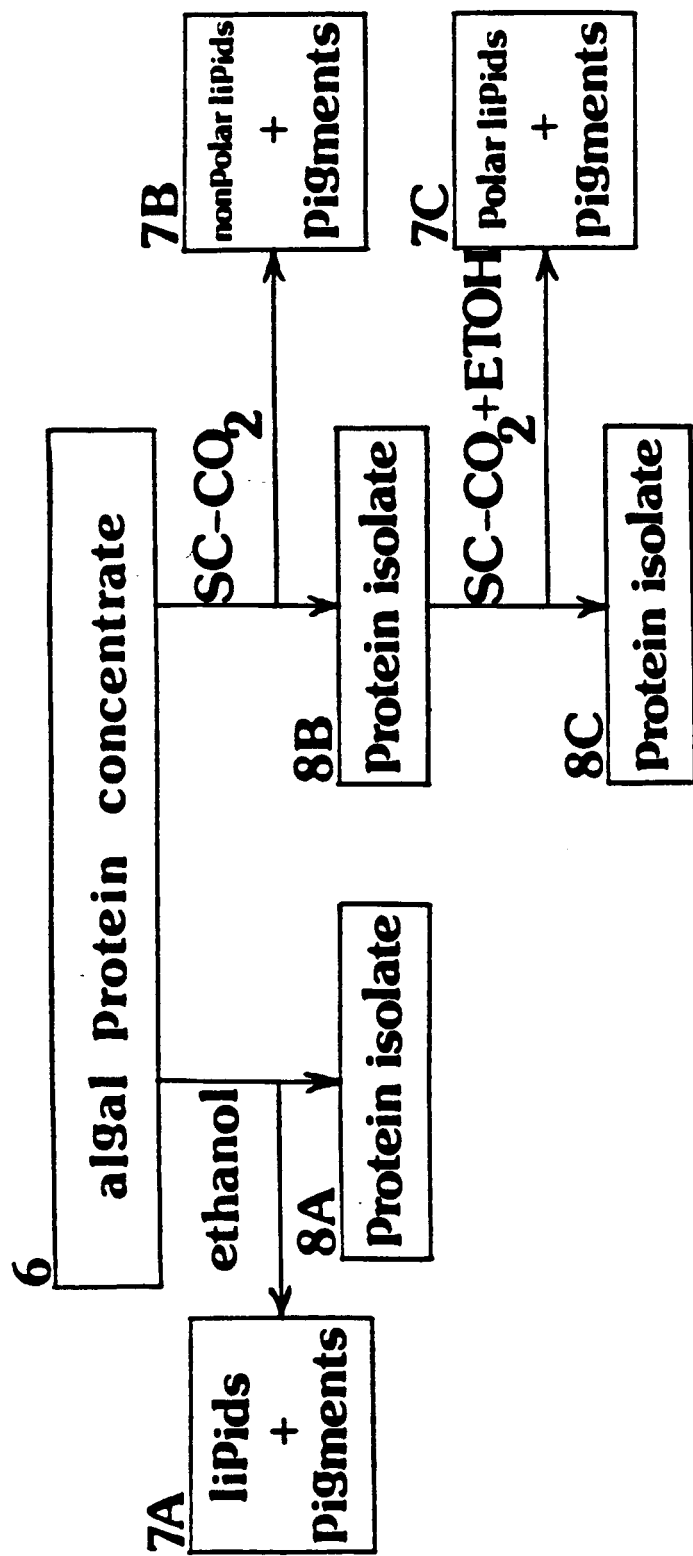 6
algal Protein concentrate
ethanol
SC-CO2
7A
liPids
+
Pigments
8A
Protein isolate
8B
Protein isolate
7B
nonPolar liPids
+
Pigments
SC-CO2+ETOH
7C
Polar liPids
+
Pigments
8C
Protein isolate